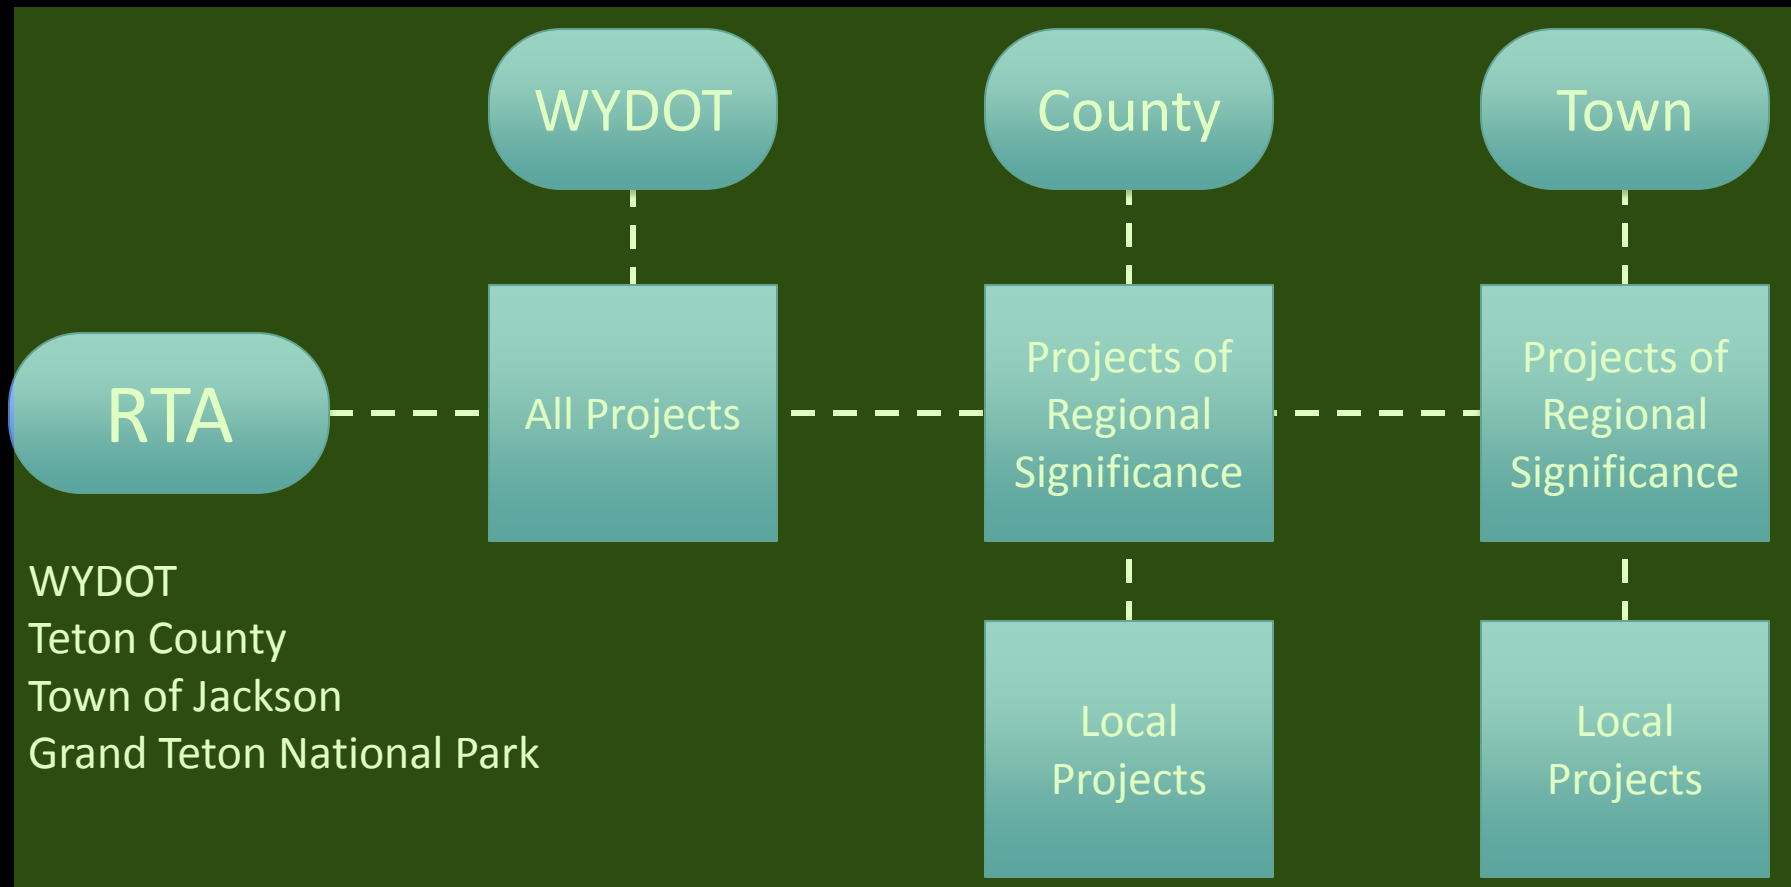 WYDOT
County
Town
RTA
All Projects
Projects of
Regional
Significance
Projects of
Regional
Significance
WYDOT
Teton County
Town of Jackson
Grand Teton National Park
Local
Projects
Local
Projects